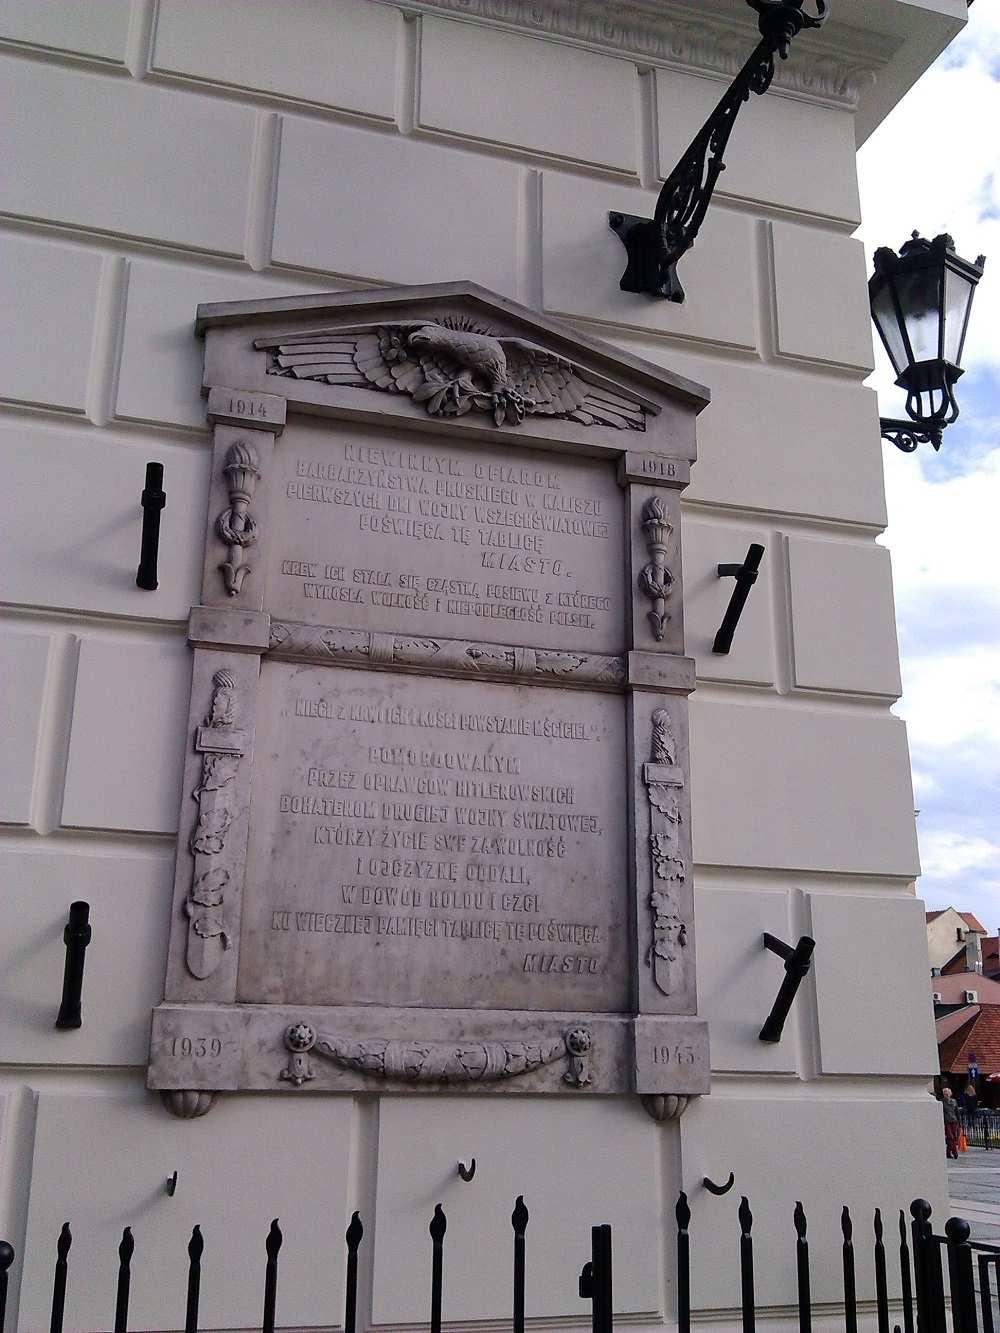 1914
1918
NIEWINNYM OFIAROM
BARBARZYŃSTWA PRUSKIEGO W KALISZU
PIERWSZYCH DNI WOJNY WSZECHŚWIATOWEJ
POŚWIĘCA TĘ TABLICĘ
MIASTO.
KREW ICH STAŁA SIĘ CZĄSTKĄ POSIEWU Z KTÓREGO
WYROSŁA WOLNOŚĆ I NIEPODLEGŁOŚĆ POLSKI.
„NIECH Z KRWI ICH I KOŚCI POWSTANIE MŚCICIEL"
POMORDOWANYM
PRZEZ OPRAWCÓW HITLEROWSKICH
BOHATEROM DRUGIEJ WOJNY ŚWIATOWEJ,
KTÓRZY ŻYCIE SWE ZA WOLNOŚĆ
I OJCZYZNĘ ODDALI,
W DOWÓD HOŁDU I CZCI
KU WIECZNEJ PAMIĘCI TABLICĘ TĘ POŚWIĘCA
MIASTO
1939
1945